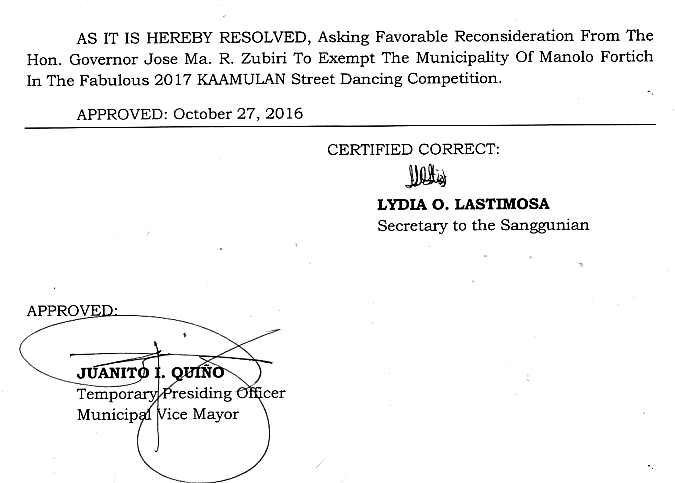 AS IT IS HEREBY RESOLVED, Asking Favorable Reconsideration From The
Hon. Governor Jose Ma. R. Zubiri To Exempt The Municipality Of Manolo Fortich
In The Fabulous 2017 KAAMULAN Street Dancing Competition.
APPROVED: October 27, 2016
CERTIFIED CORRECT:
LYDIA O. LASTIMOSA
Secretary to the Sanggunian
APPROVED:
JUANITO I. QUIÑO
Temporary Presiding Officer
Municipal Vice Mayor